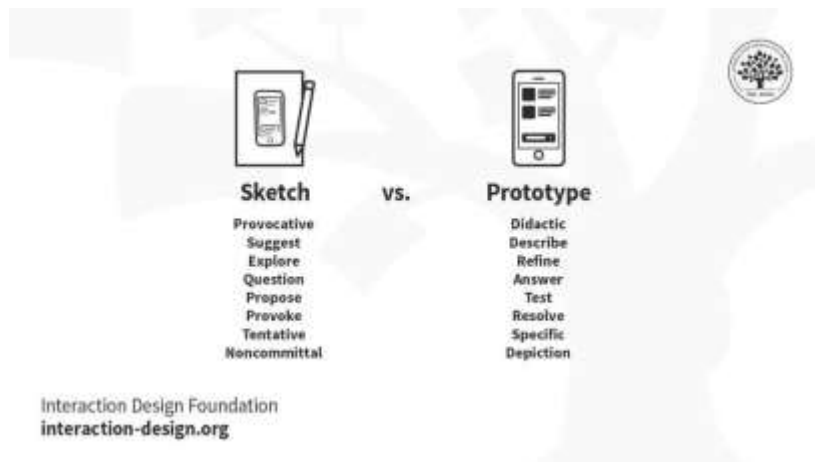 Sketch vs. Prototype
Provocative
Suggest
Explore
Question
Propose
Provoke
Tentative
Noncommittal
Didactic
Describe
Refine
Answer
Test
Resolve
Specific
Depiction
Interaction Design Foundation
interaction-design.org